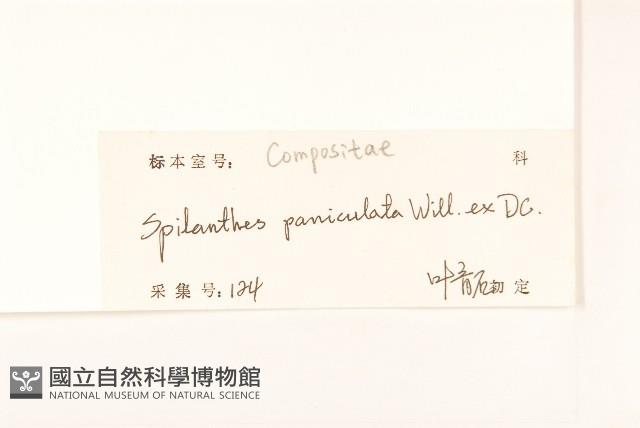 标本室号: Compositae 科
Spilanthes paniculata Will. ex DC.
采集号: 124 叶 初定
國立自然科學博物館
NATIONAL MUSEUM OF NATURAL SCIENCE